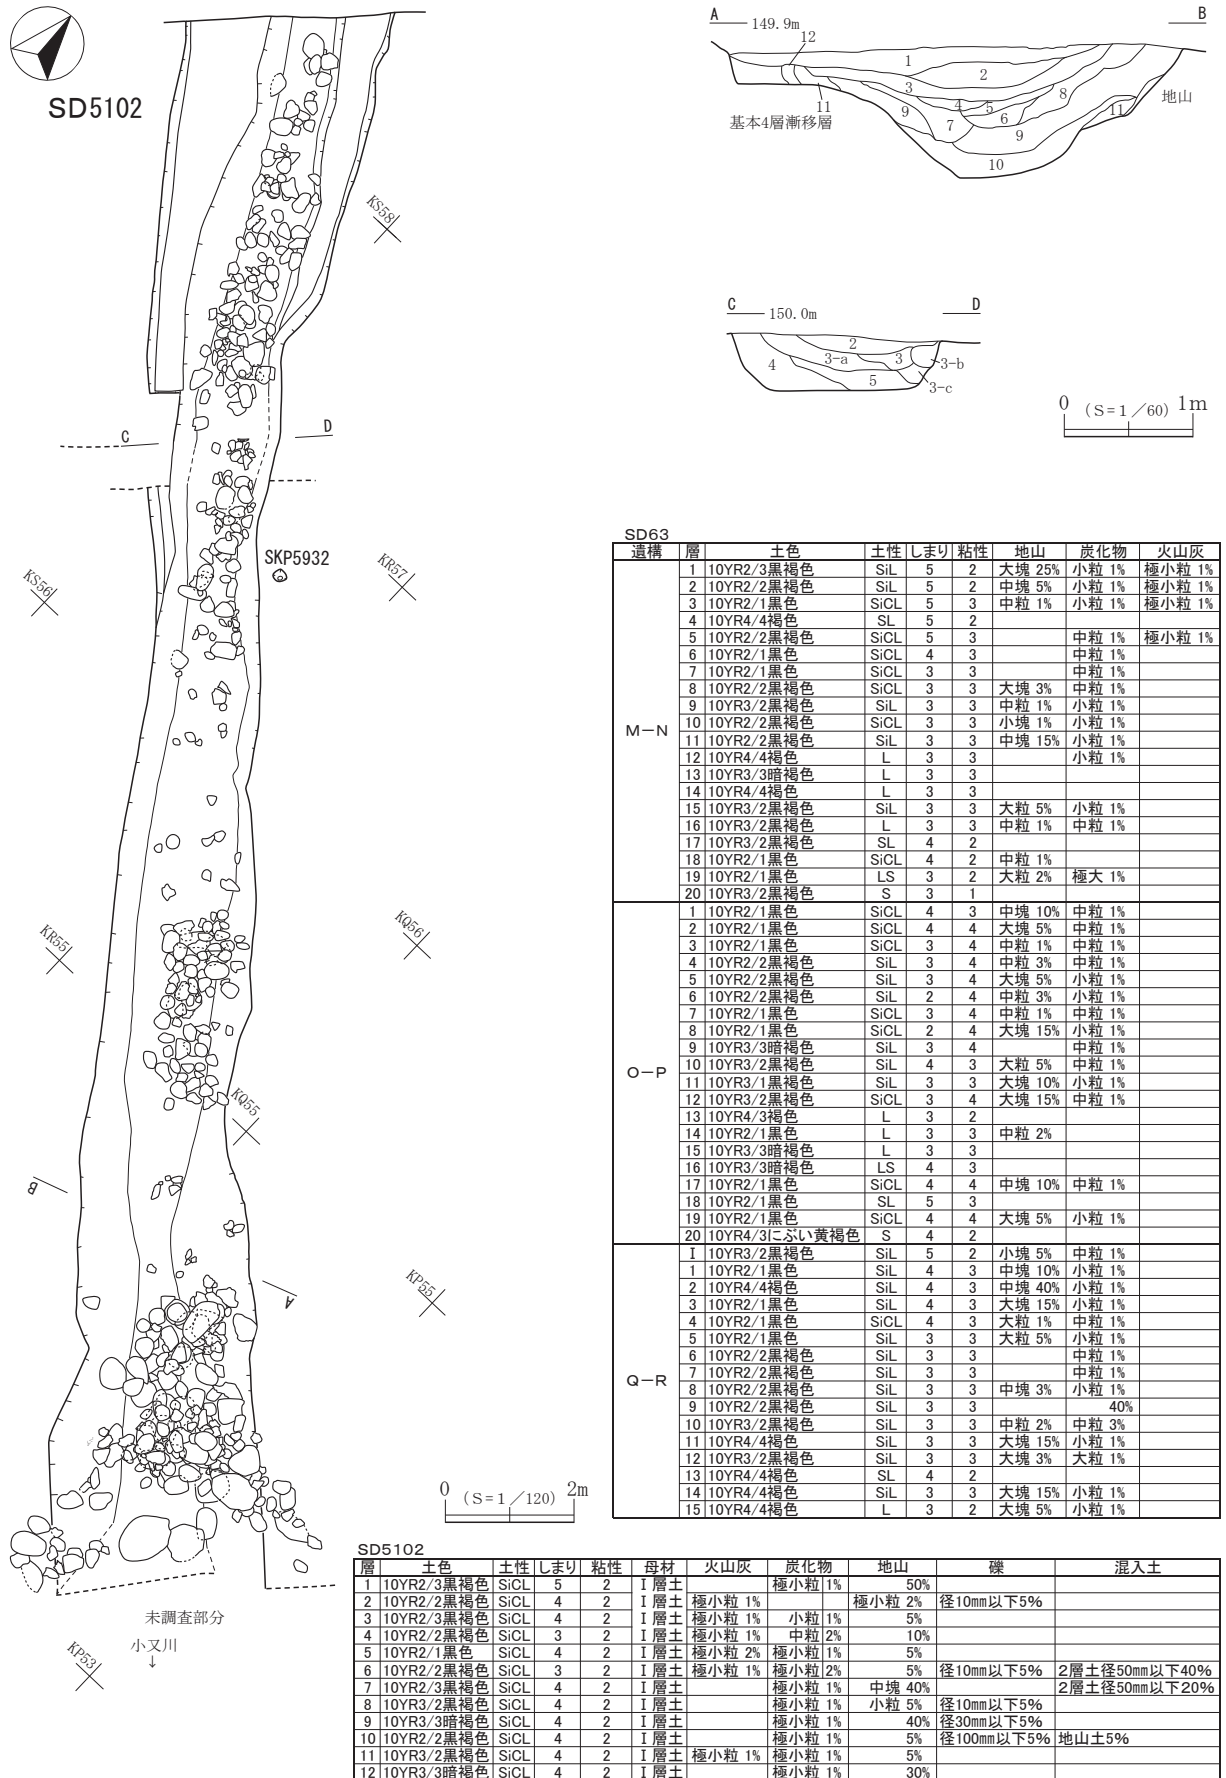 SD5102
A
149.9m
B
12
1
2
3
8
4
5
11
9
6
11
地山
基本4層漸移層
7
9
10
KS58
C
150.0m
D
2
3-a
3
3-b
4
5
3-c
0 (S=1/60) 1m
C
D
SKP5932
KS56
KR57
KR55
KQ56
KQ55
B
A
KP55
0 (S=1/120) 2m
未調査部分
小又川
↓
KP53
SD63
遺構 層 土色 土性 しまり 粘性 地山 炭化物 火山灰
M-N
1 10YR2/3黒褐色 SiL 5 2 大塊 25% 小粒 1% 極小粒 1%
2 10YR2/2黒褐色 SiL 5 2 中塊 5% 小粒 1% 極小粒 1%
3 10YR2/1黒色 SiCL 5 3 中粒 1% 小粒 1% 極小粒 1%
4 10YR4/4褐色 SL 5 2
5 10YR2/2黒褐色 SiCL 5 3 中粒 1% 極小粒 1%
6 10YR2/1黒色 SiCL 4 3 中粒 1%
7 10YR2/1黒色 SiCL 3 3 中粒 1%
8 10YR2/2黒褐色 SiCL 3 3 大塊 3% 中粒 1%
9 10YR3/2黒褐色 SiL 3 3 中粒 1% 小粒 1%
10 10YR2/2黒褐色 SiCL 3 3 小塊 1% 小粒 1%
11 10YR2/2黒褐色 SiL 3 3 中塊 15% 小粒 1%
12 10YR4/4褐色 L 3 3 小粒 1%
13 10YR3/3暗褐色 L 3 3
14 10YR4/4褐色 L 3 3
15 10YR3/2黒褐色 SiL 3 3 大粒 5% 小粒 1%
16 10YR3/2黒褐色 L 3 3 中粒 1% 中粒 1%
17 10YR3/2黒褐色 SL 4 2
18 10YR2/1黒色 SiCL 4 2 中粒 1%
19 10YR2/1黒色 LS 3 2 大粒 2% 極大 1%
20 10YR3/2黒褐色 S 3 1
O-P
1 10YR2/1黒色 SiCL 4 3 中塊 10% 中粒 1%
2 10YR2/1黒色 SiCL 4 4 大塊 5% 中粒 1%
3 10YR2/1黒色 SiCL 3 4 中粒 1% 中粒 1%
4 10YR2/2黒褐色 SiL 3 4 中粒 3% 中粒 1%
5 10YR2/2黒褐色 SiL 3 4 大塊 5% 小粒 1%
6 10YR2/2黒褐色 SiL 2 4 中粒 3% 小粒 1%
7 10YR2/1黒色 SiCL 3 4 中粒 1% 中粒 1%
8 10YR2/1黒色 SiCL 2 4 大塊 15% 小粒 1%
9 10YR3/3暗褐色 SiL 3 4 中粒 1%
10 10YR3/2黒褐色 SiL 4 3 大粒 5% 中粒 1%
11 10YR3/1黒褐色 SiL 3 3 大塊 10% 小粒 1%
12 10YR3/2黒褐色 SiCL 3 4 大塊 15% 中粒 1%
13 10YR4/3褐色 L 3 2
14 10YR2/1黒色 L 3 3 中粒 2%
15 10YR3/3暗褐色 L 3 3
16 10YR3/3暗褐色 LS 4 3
17 10YR2/1黒色 SiCL 4 4 中塊 10% 中粒 1%
18 10YR2/1黒色 SL 5 3
19 10YR2/1黒色 SiCL 4 4 大塊 5% 小粒 1%
20 10YR4/3にぶい黄褐色 S 4 2
Q-R
I 10YR3/2黒褐色 SiL 5 2 小塊 5% 中粒 1%
1 10YR2/1黒色 SiL 4 3 中塊 10% 小粒 1%
2 10YR4/4褐色 SiL 4 3 中塊 40% 小粒 1%
3 10YR2/1黒色 SiL 4 3 大塊 15% 小粒 1%
4 10YR2/1黒色 SiCL 4 3 大粒 1% 中粒 1%
5 10YR2/1黒色 SiL 3 3 大粒 5% 小粒 1%
6 10YR2/2黒褐色 SiL 3 3 中粒 1%
7 10YR2/2黒褐色 SiL 3 3 中粒 1%
8 10YR2/2黒褐色 SiL 3 3 中塊 3% 小粒 1%
9 10YR2/2黒褐色 SiL 3 3 40%
10 10YR3/2黒褐色 SiL 3 3 中粒 2% 中粒 3%
11 10YR4/4褐色 SiL 3 3 大塊 15% 小粒 1%
12 10YR3/2黒褐色 SiL 3 3 大塊 3% 大粒 1%
13 10YR4/4褐色 SL 4 2
14 10YR4/4褐色 SiL 3 3 大塊 15% 小粒 1%
15 10YR4/4褐色 L 3 2 大塊 5% 小粒 1%
SD5102
層 土色 土性 しまり 粘性 母材 火山灰 炭化物 地山 礫 混入土
1 10YR2/3黒褐色 SiCL 5 2 I層土 極小粒 1% 50%
2 10YR2/2黒褐色 SiCL 4 2 I層土 極小粒 1% 極小粒 2% 径10mm以下5%
3 10YR2/2黒褐色 SiCL 4 2 I層土 極小粒 1% 小粒 1% 5%
4 10YR2/2黒褐色 SiCL 3 2 I層土 極小粒 1% 中粒 2% 10%
5 10YR2/1黒色 SiCL 4 2 I層土 極小粒 2% 極小粒 1% 5%
6 10YR2/2黒褐色 SiCL 3 2 I層土 極小粒 1% 極小粒 2% 5% 径10mm以下5% 2層土径50mm以下40%
7 10YR2/3黒褐色 SiCL 4 2 I層土 極小粒 1% 中塊 40% 2層土径50mm以下20%
8 10YR3/2黒褐色 SiCL 4 2 I層土 極小粒 1% 小粒 5% 径10mm以下5%
9 10YR3/3暗褐色 SiCL 4 2 I層土 極小粒 1% 40% 径30mm以下5%
10 10YR2/2黒褐色 SiCL 4 2 I層土 極小粒 1% 5% 径100mm以下5% 地山土5%
11 10YR3/2黒褐色 SiCL 4 2 I層土 極小粒 1% 極小粒 1% 5%
12 10YR3/3暗褐色 SiCL 4 2 I層土 極小粒 1% 30%